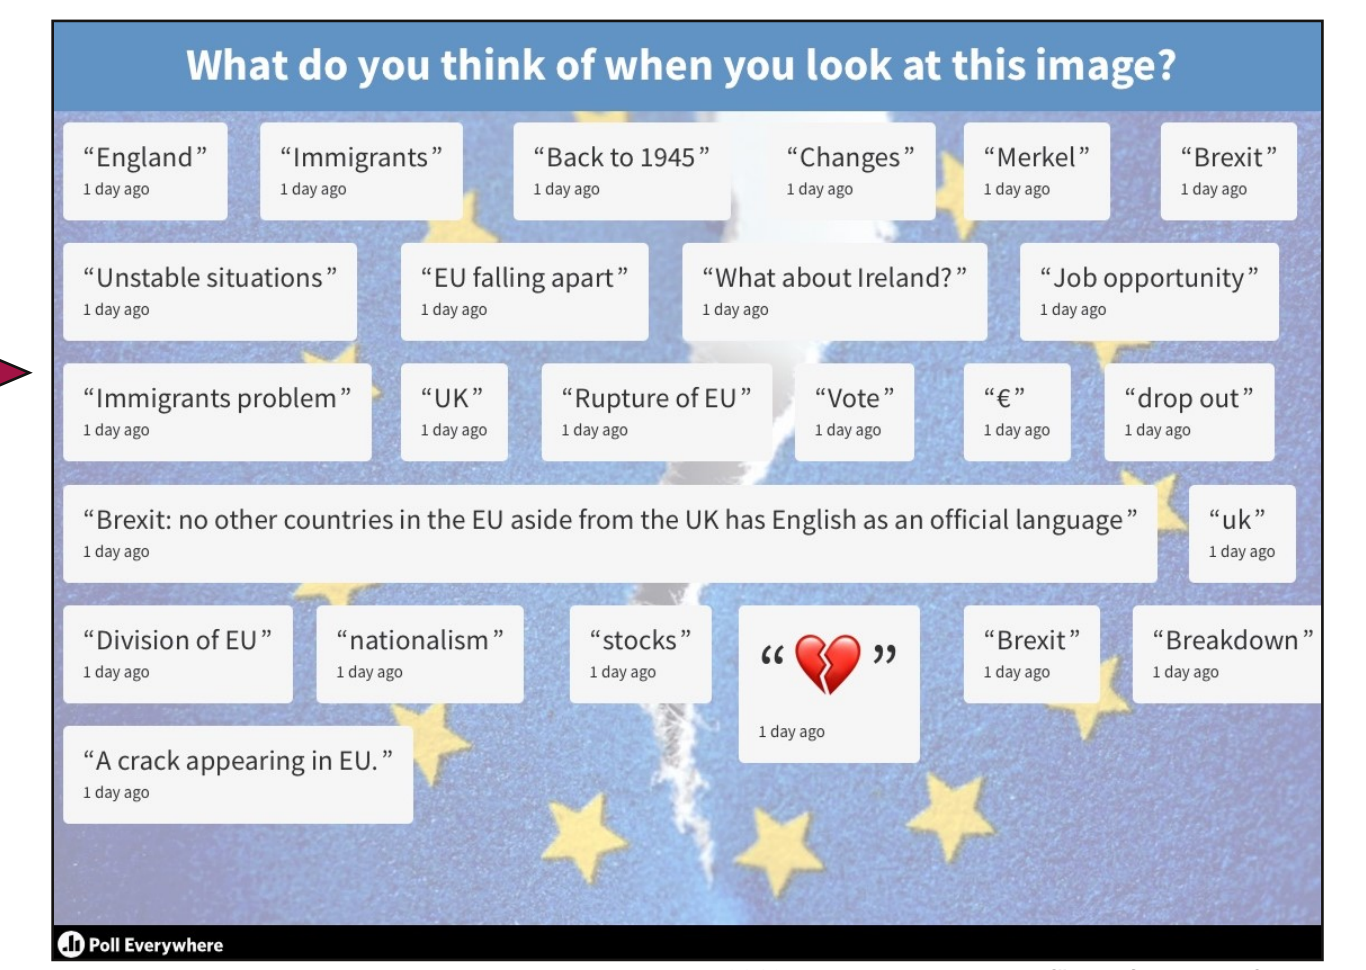 What do you think of when you look at this image?
“England” “Immigrants” “Back to 1945” “Changes” “Merkel” “Brexit”
1 day ago 1 day ago 1 day ago 1 day ago 1 day ago 1 day ago
“Unstable situations” “EU falling apart” “What about Ireland?” “Job opportunity”
1 day ago 1 day ago 1 day ago 1 day ago
“Immigrants problem” “UK” “Rupture of EU” “Vote” “€” “drop out”
1 day ago 1 day ago 1 day ago 1 day ago 1 day ago 1 day ago
“Brexit: no other countries in the EU aside from the UK has English as an official language” “uk”
1 day ago 1 day ago
“Division of EU” “nationalism” “stocks” “💔” “Brexit” “Breakdown”
1 day ago 1 day ago 1 day ago 1 day ago 1 day ago 1 day ago
“A crack appearing in EU.”
1 day ago
Poll Everywhere